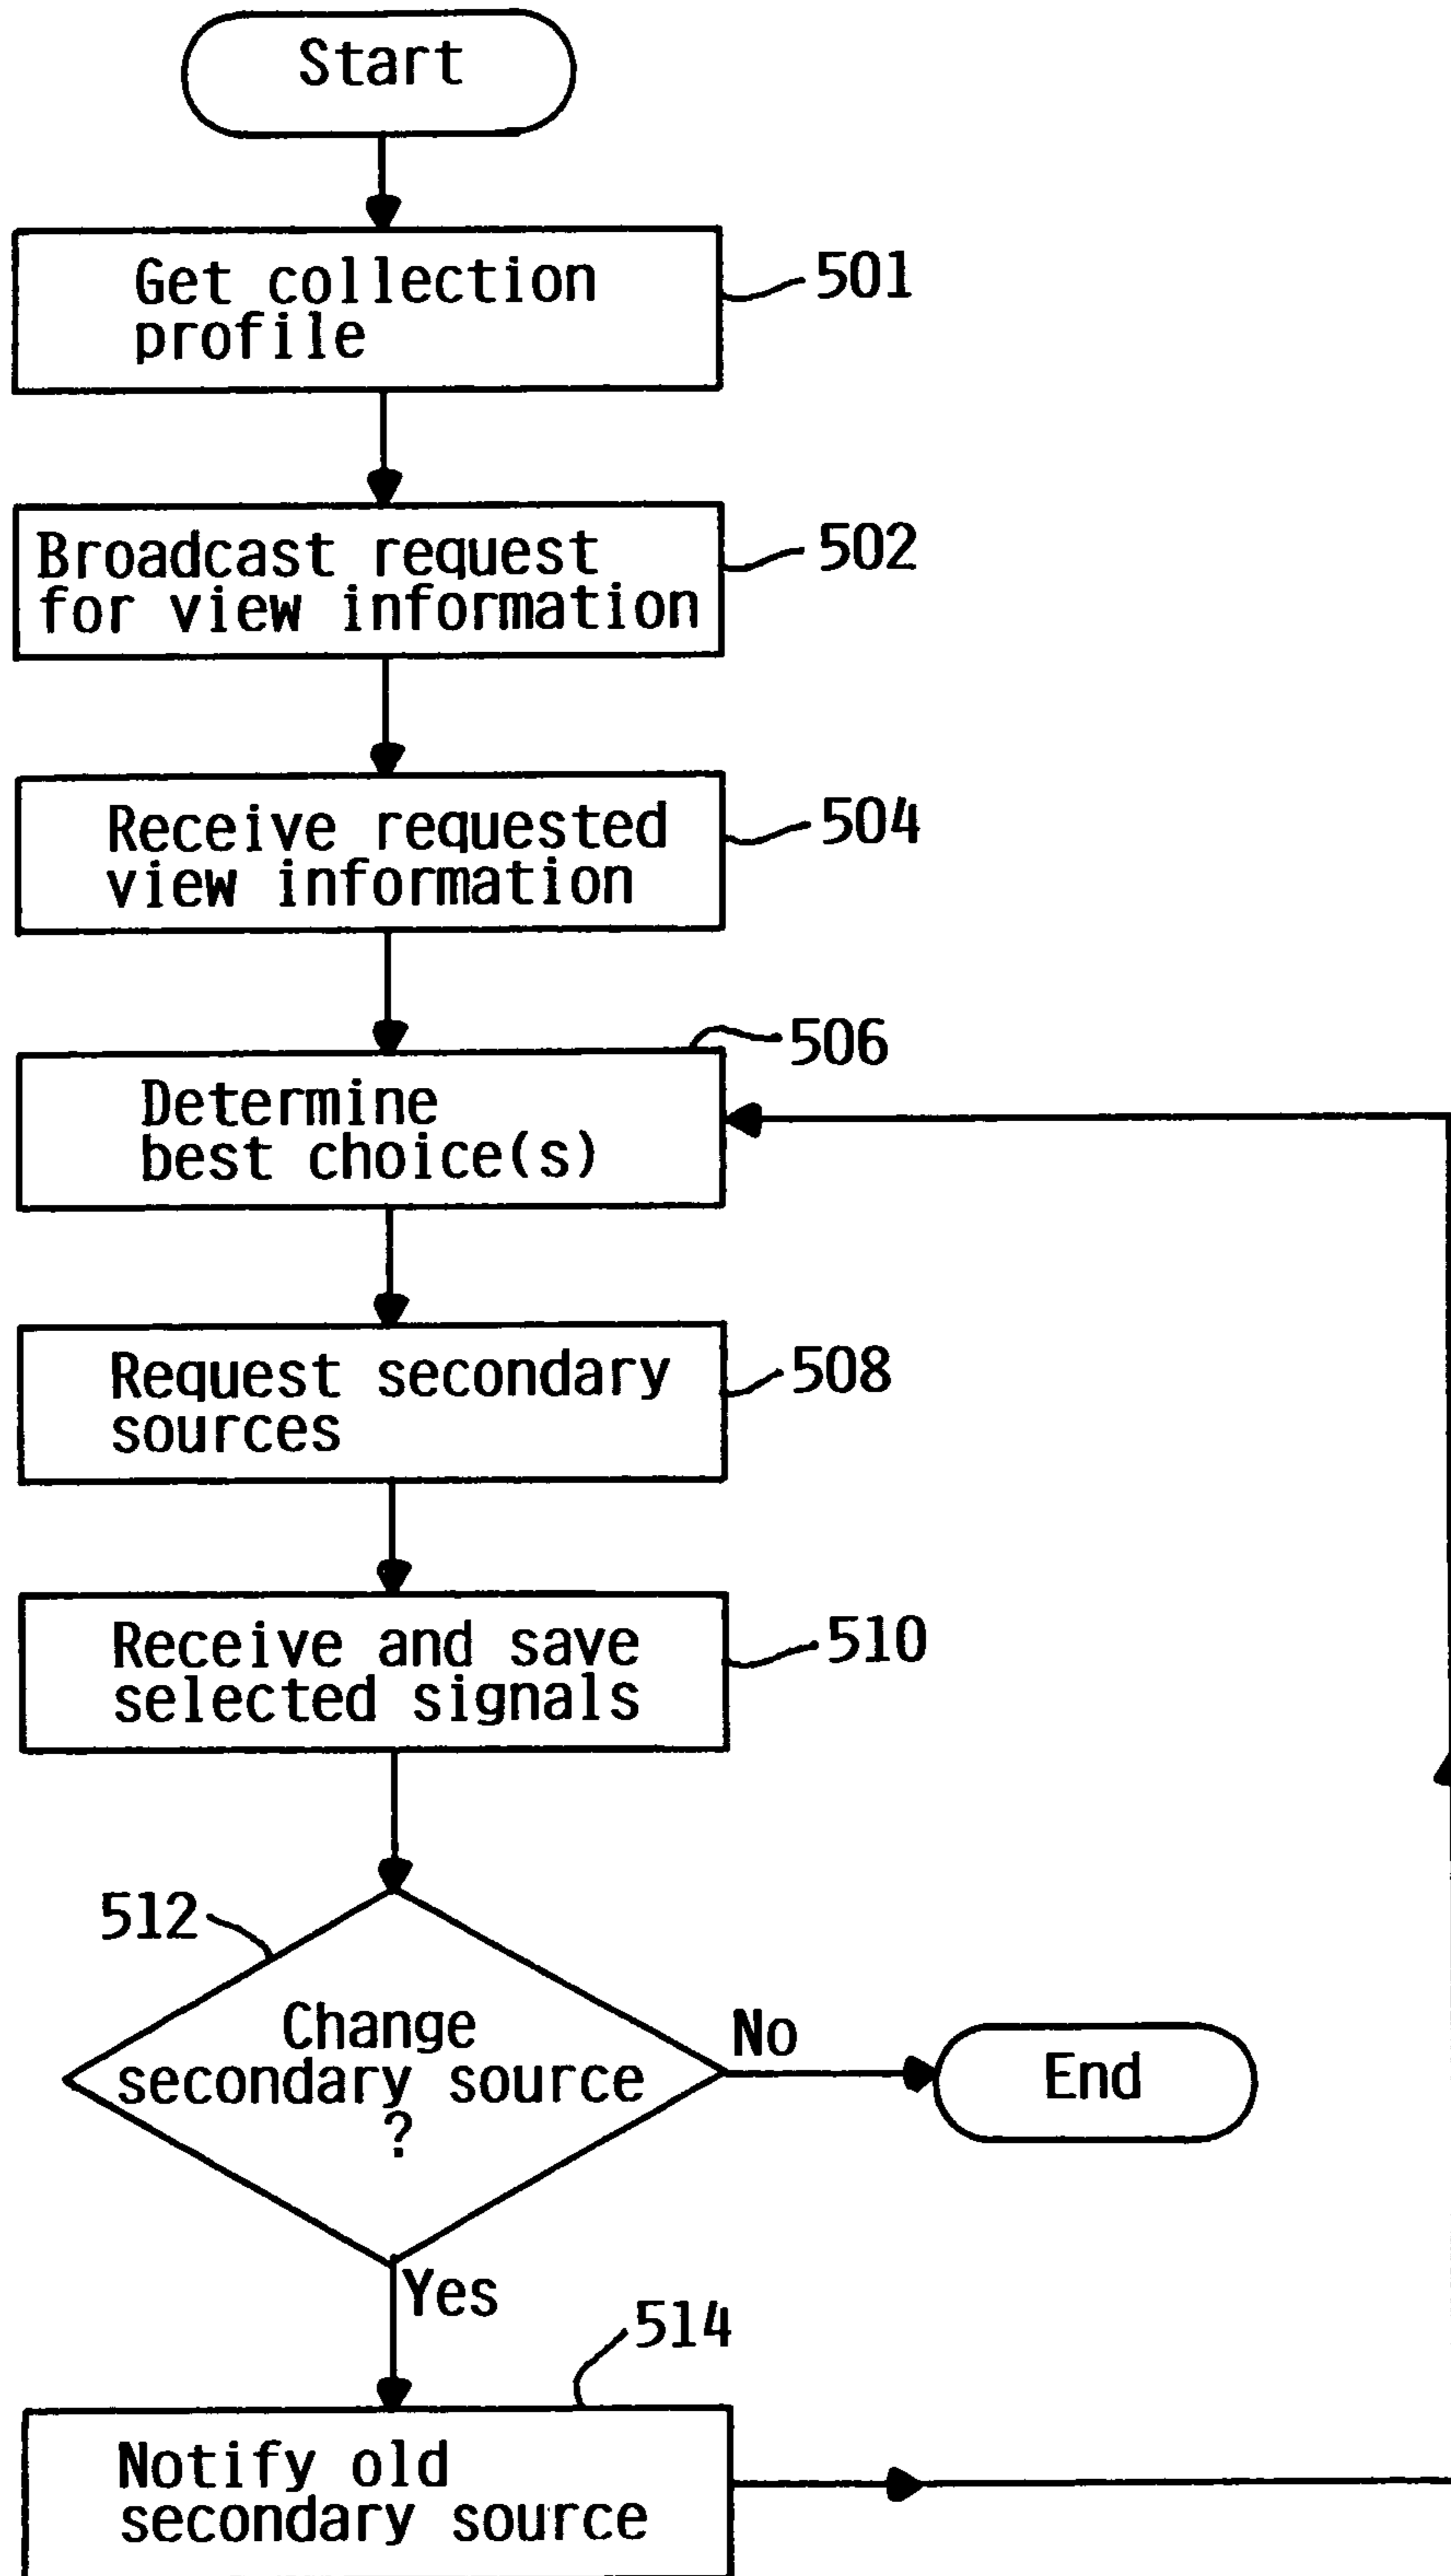 Start
Get collection
profile
501
Broadcast request
for view information
502
Receive requested
view information
504
506
Determine
best choice(s)
Request secondary
sources
508
Receive and save
selected signals
510
512
Change
secondary source
?
No
End
Yes
514
Notify old
secondary source